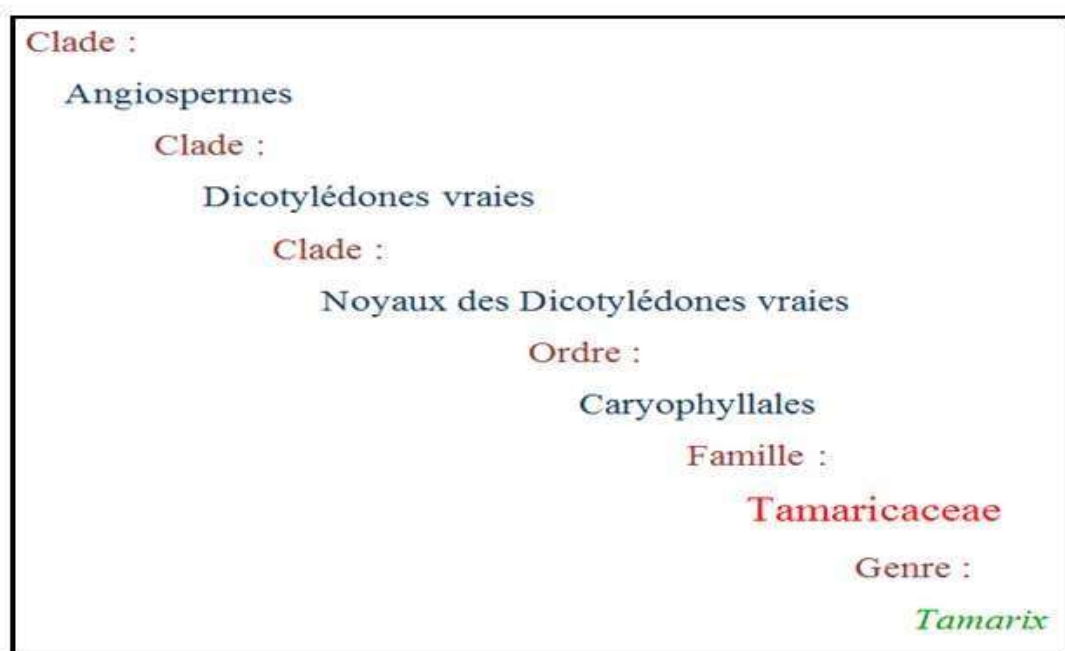 Clade :
Angiospermes
Clade :
Dicotylédones vraies
Clade :
Noyaux des Dicotylédones vraies
Ordre :
Caryophyllales
Famille :
Tamaricaceae
Genre :
Tamarix